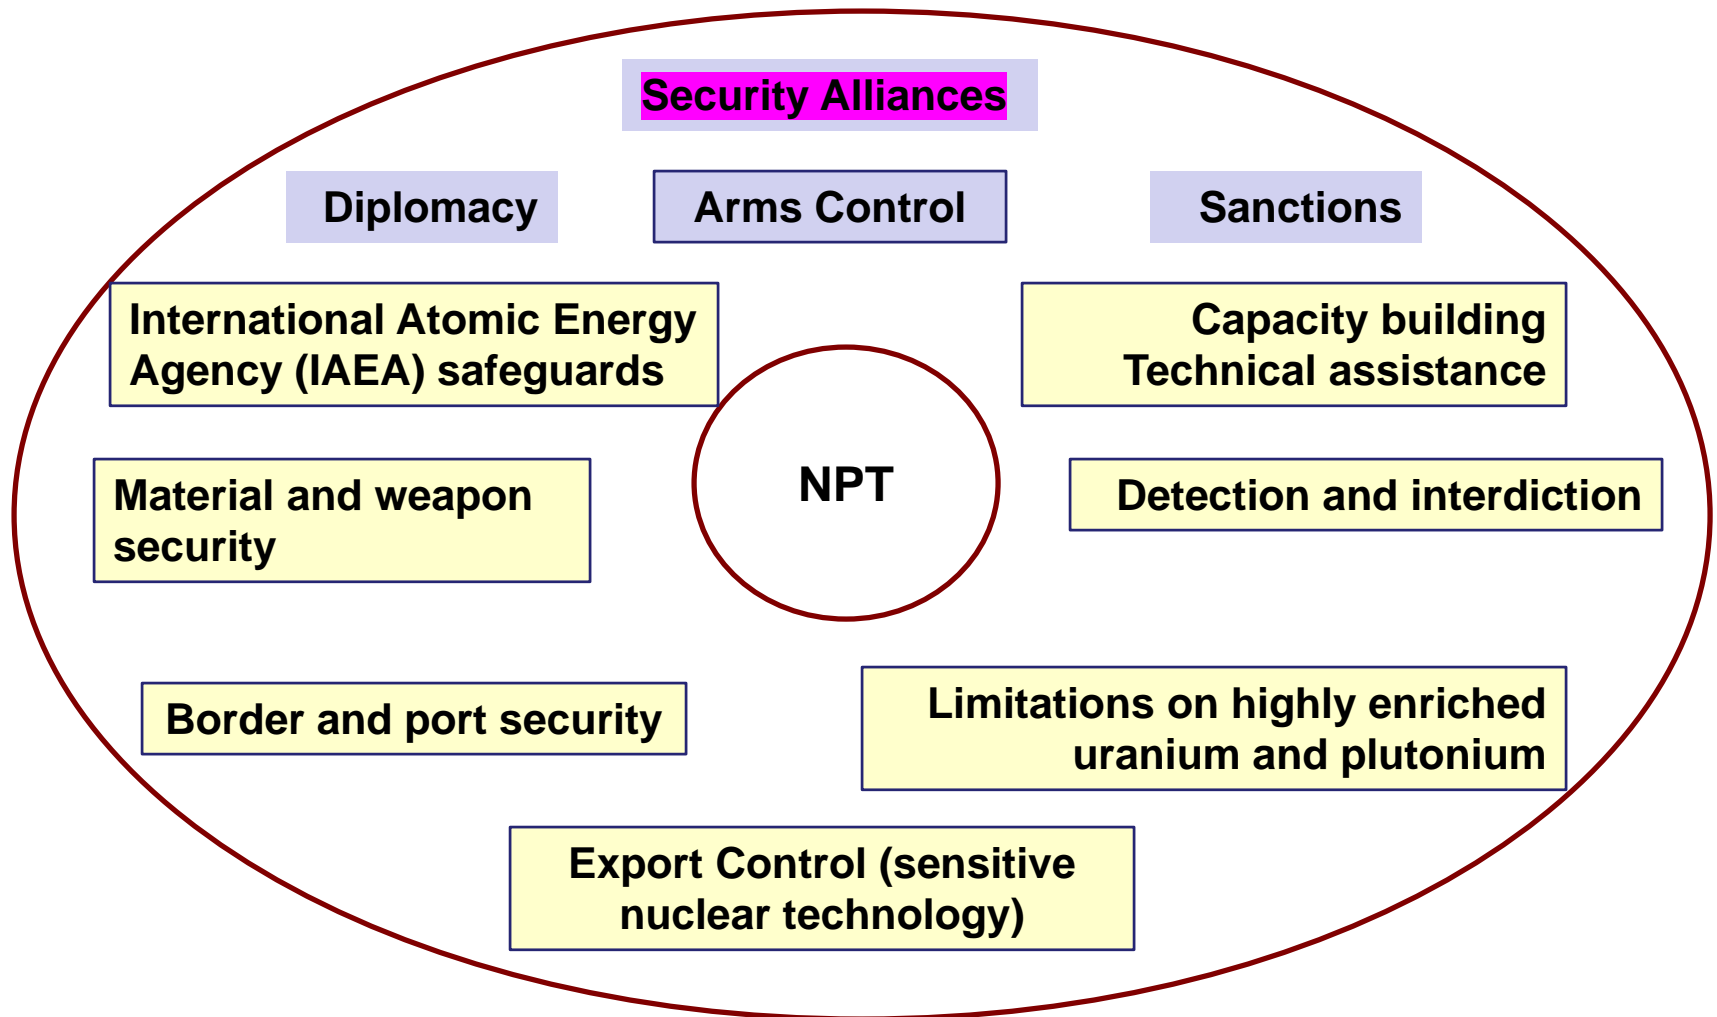 Security Alliances
Diplomacy
Arms Control
Sanctions
International Atomic Energy
Agency (IAEA) safeguards
Capacity building
Technical assistance
NPT
Material and weapon
security
Detection and interdiction
Border and port security
Limitations on highly enriched
uranium and plutonium
Export Control (sensitive
nuclear technology)